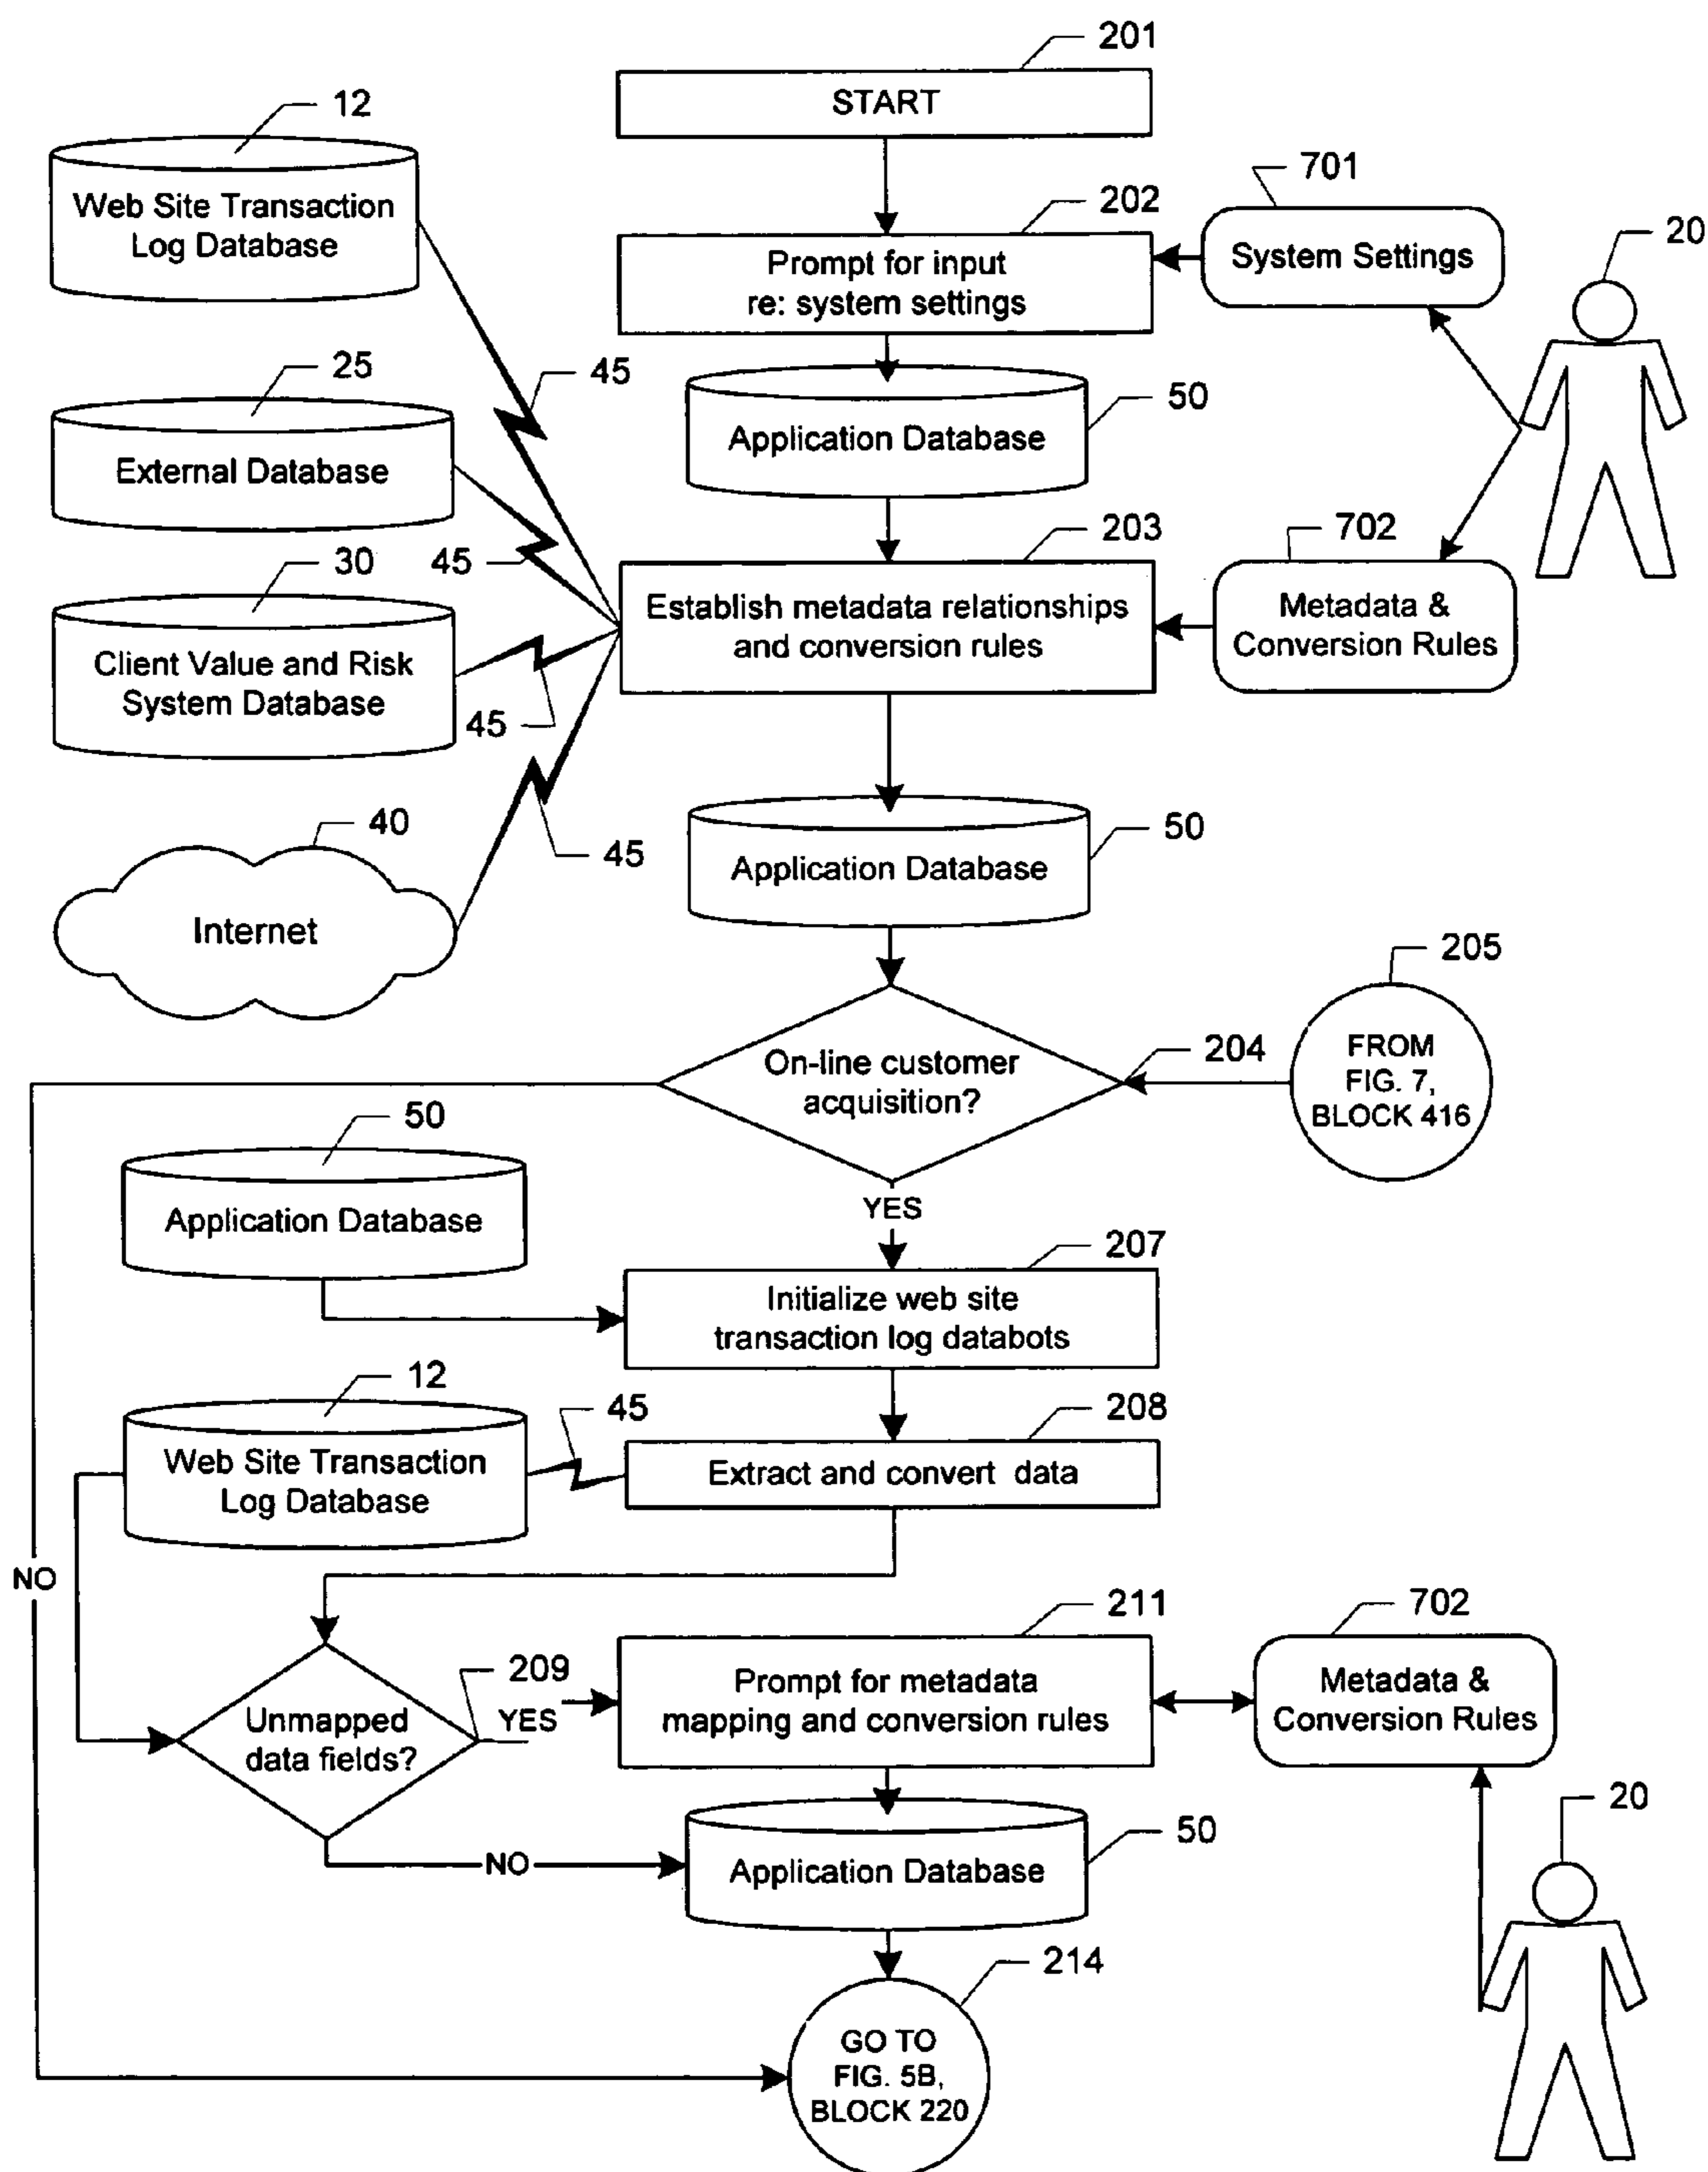 201
START
12
Web Site Transaction
Log Database
701
202
System Settings
20
Prompt for input
re: system settings
25
45
50
External Database
Application Database
203
702
45
30
Establish metadata relationships
and conversion rules
Metadada &
Conversion Rules
Client Value and Risk
System Database
45
40
45
50
Application Database
Internet
205
On-line customer
acquisition?
204
FROM
FIG. 7,
BLOCK 416
50
Application Database
YES
207
Initialize web site
transaction log databots
12
45
208
Web Site Transaction
Log Database
Extract and convert data
NO
211
702
209
Unmapped
data fields?
YES
Prompt for metadata
mapping and conversion rules
Metadata &
Conversion Rules
20
50
NO
Application Database
214
GO TO
FIG. 5B,
BLOCK 220